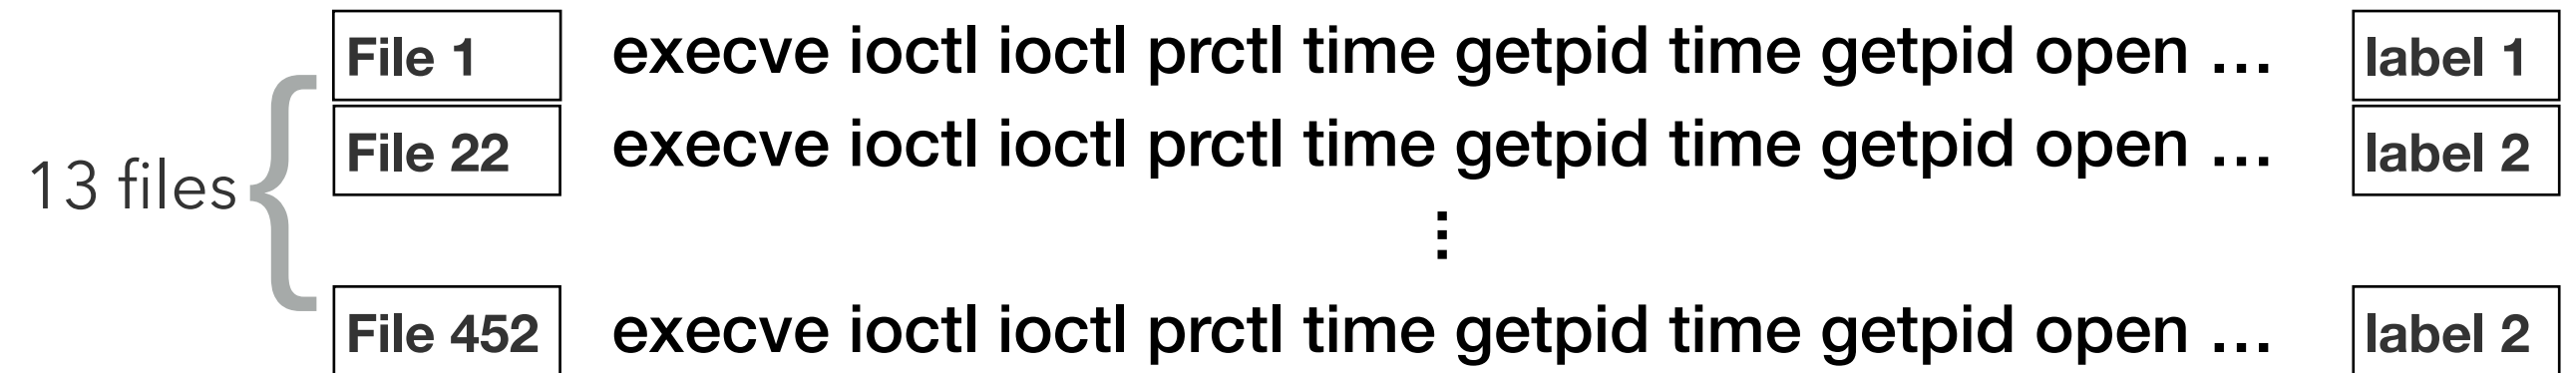 File 1 execve ioctl ioctl prctl time getpid time getpid open … label 1
File 22 execve ioctl ioctl prctl time getpid time getpid open … label 2
13 files
⋮
File 452 execve ioctl ioctl prctl time getpid time getpid open … label 2